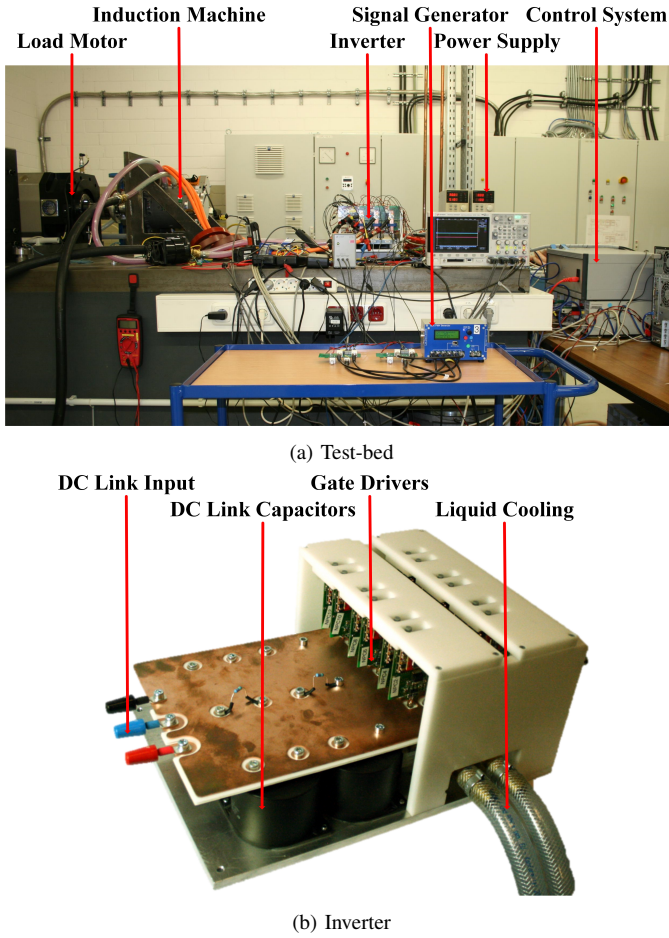 Induction Machine
Signal Generator
Control System
Load Motor
Inverter
Power Supply
(a) Test-bed
DC Link Input
Gate Drivers
DC Link Capacitors
Liquid Cooling
(b) Inverter